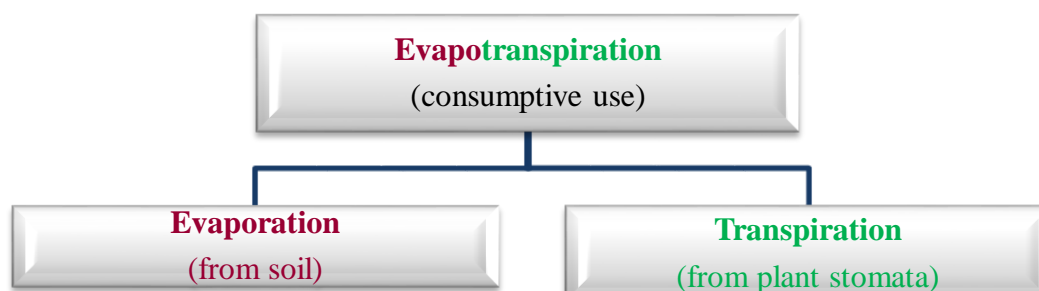 Evapotranspiration
(consumptive use)
Evaporation
(from soil)
Transpiration
(from plant stomata)